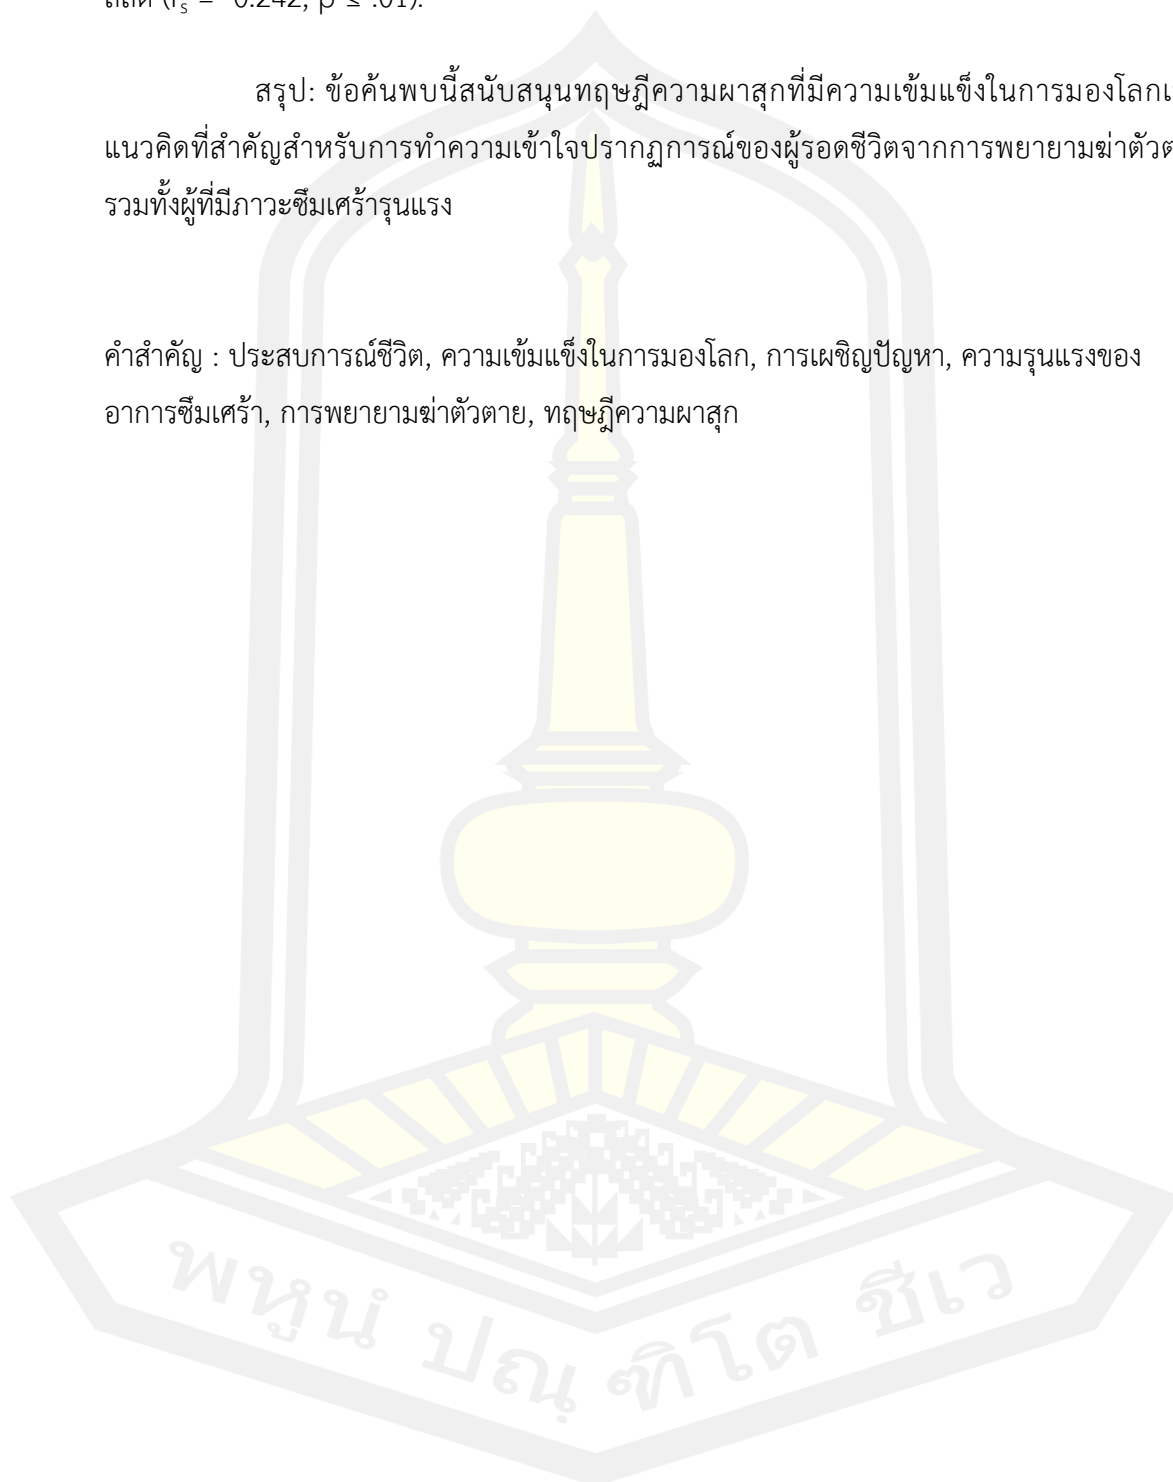 (rs = -0.242, p ≤ .01).
สรุป: ข้อค้นพบนี้สนับสนุนทฤษฎีความผาสุกที่มีความเข้มแข็งในการมองโลก
แนวคิดที่สำคัญสำหรับการทำความเข้าใจปรากฏการณ์ของผู้รอดชีวิตจากการพยายามฆ่าตัว
รวมทั้งผู้ที่มีภาวะซึมเศร้ารุนแรง
คำสำคัญ : ประสบการณ์ชีวิต, ความเข้มแข็งในการมองโลก, การเผชิญปัญหา, ความรุนแรงของ
อาการซึมเศร้า, การพยายามฆ่าตัวตาย, ทฤษฎีความผาสุก
พหูนํ ปณฺฑิโต ชีเว